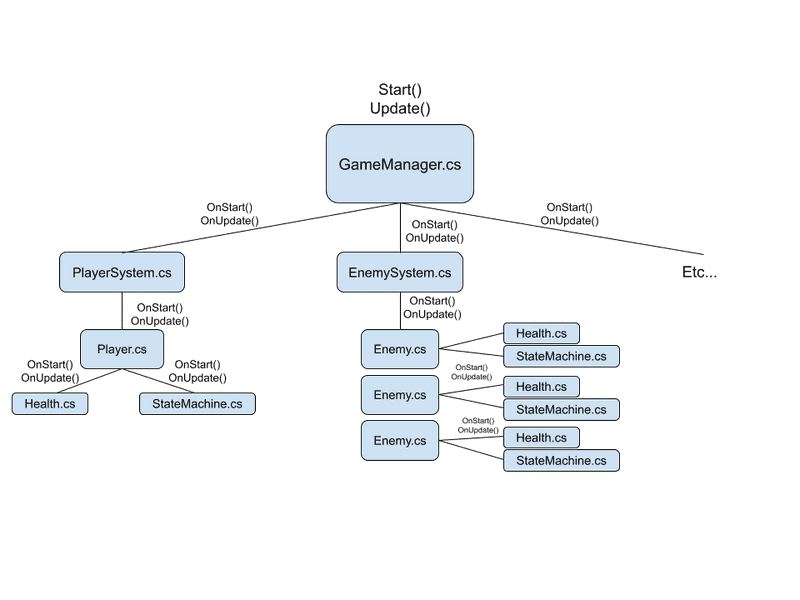 Start()
Update()
GameManager.cs
OnStart()
OnUpdate()
OnStart()
OnUpdate()
OnStart()
OnUpdate()
PlayerSystem.cs
EnemySystem.cs
Etc...
OnStart()
OnUpdate()
OnStart()
OnUpdate()
Player.cs
OnStart()
OnUpdate()
OnStart()
OnUpdate()
Health.cs
StateMachine.cs
Enemy.cs
Health.cs
StateMachine.cs
Enemy.cs
OnStart()
OnUpdate()
Health.cs
StateMachine.cs
Enemy.cs
OnStart()
OnUpdate()
Health.cs
StateMachine.cs